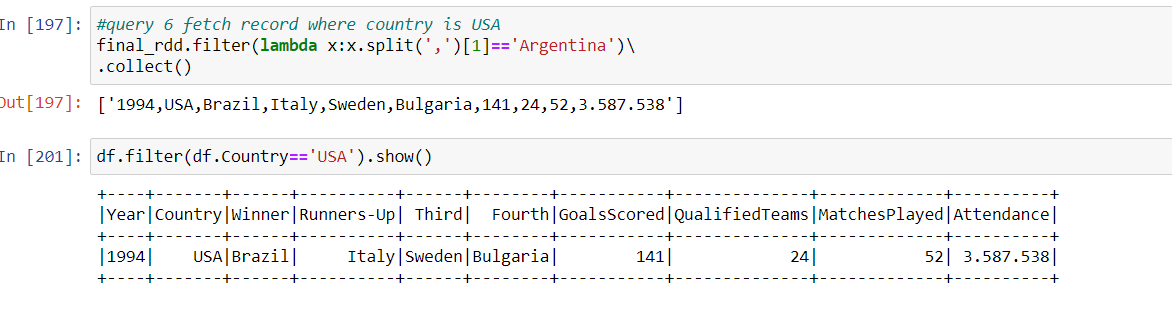 In [197]: #query 6 fetch record where country is USA
final_rdd.filter(lambda x:x.split(',')[1]=='Argentina')\
.collect()
Out[197]: ['1994,USA,Brazil,Italy,Sweden,Bulgaria,141,24,52,3.587.538']
In [201]: df.filter(df.Country=='USA').show()
+----+-------+------+----------+------+--------+-----------+--------------+-------------+----------+
|Year|Country|Winner|Runners-Up| Third|  Fourth|GoalsScored|QualifiedTeams|MatchesPlayed|Attendance|
+----+-------+------+----------+------+--------+-----------+--------------+-------------+----------+
|1994|    USA|Brazil|     Italy|Sweden|Bulgaria|        141|            24|           52| 3.587.538|
+----+-------+------+----------+------+--------+-----------+--------------+-------------+----------+